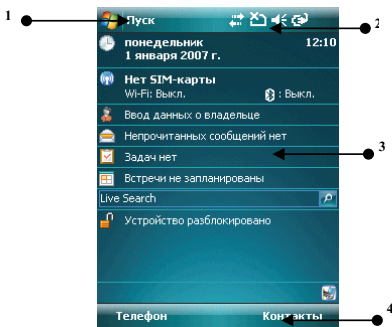 1
Пуск
2
понедельник 12:10
1 января 2007 г.
Нет SIM-карты
Wi-Fi: Выкл. : Выкл.
Ввод данных о владельце
Непрочитанных сообщений нет
Задач нет
3
Встречи не запланированы
Live Search
Устройство разблокировано
Телефон Контакты
4